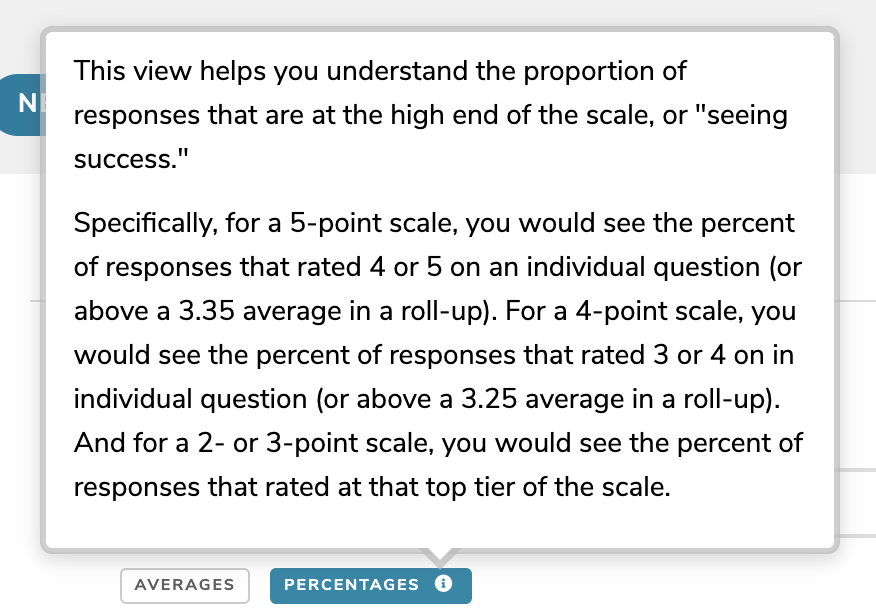 This view helps you understand the proportion of
responses that are at the high end of the scale, or "seeing
success."
Specifically, for a 5-point scale, you would see the percent
of responses that rated 4 or 5 on an individual question (or
above a 3.35 average in a roll-up). For a 4-point scale, you
would see the percent of responses that rated 3 or 4 on in
individual question (or above a 3.25 average in a roll-up).
And for a 2- or 3-point scale, you would see the percent of
responses that rated at that top tier of the scale.
AVERAGES
PERCENTAGES